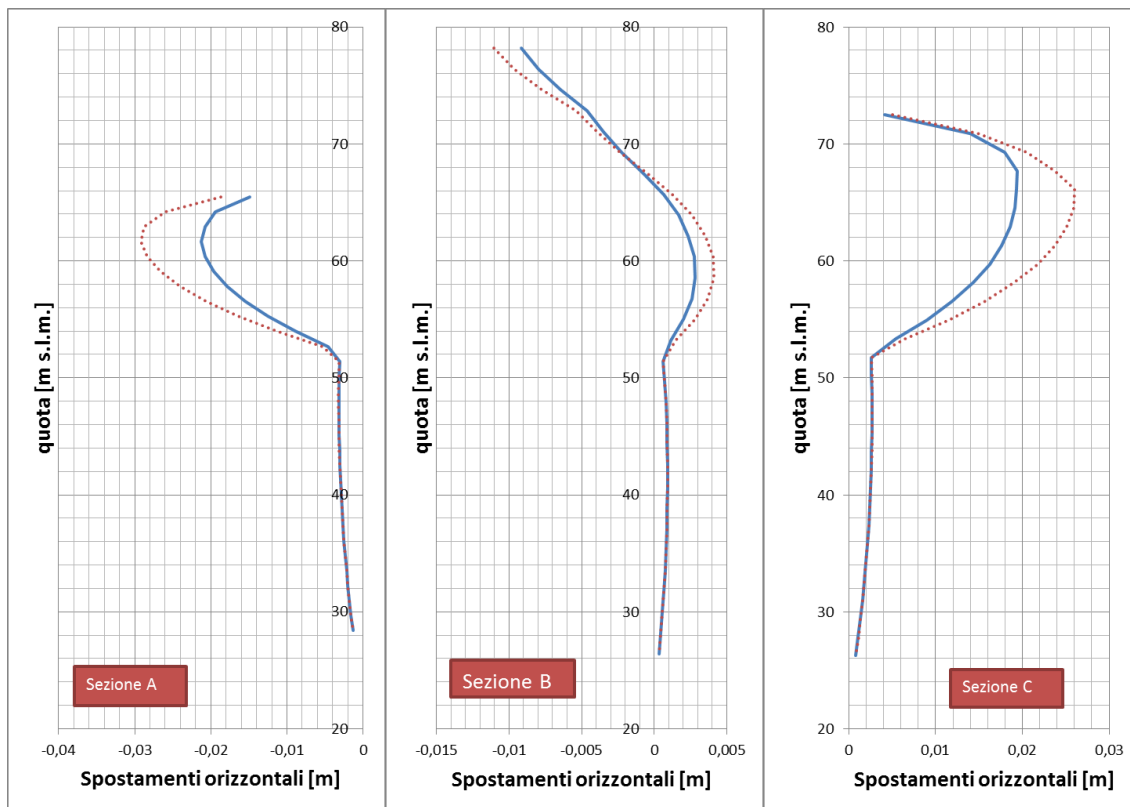 80
70
60
50
40
30
20
quota [m s.l.m.]
Sezione A
-0,04 -0,03 -0,02 -0,01 0
Spostamenti orizzontali [m]
80
70
60
50
40
30
20
quota [m s.l.m.]
Sezione B
-0,015 -0,01 -0,005 0 0,005
Spostamenti orizzontali [m]
80
70
60
50
40
30
20
quota [m s.l.m.]
Sezione C
0 0,01 0,02 0,03
Spostamenti orizzontali [m]